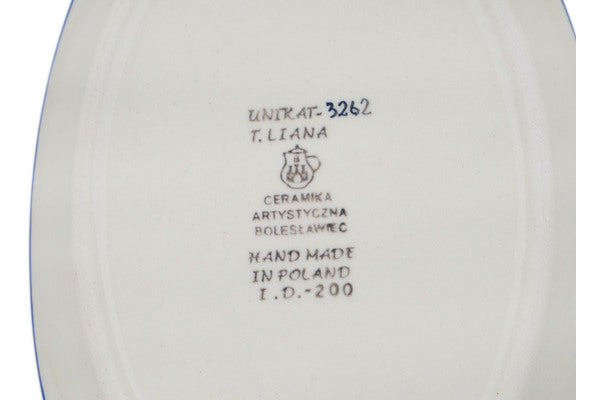 UNIKAT-3262
T. LIANA
B
CERAMIKA
ARTYSTYCZNA
BOLESŁAWIEC
HAND MADE
IN POLAND
I.D.-200